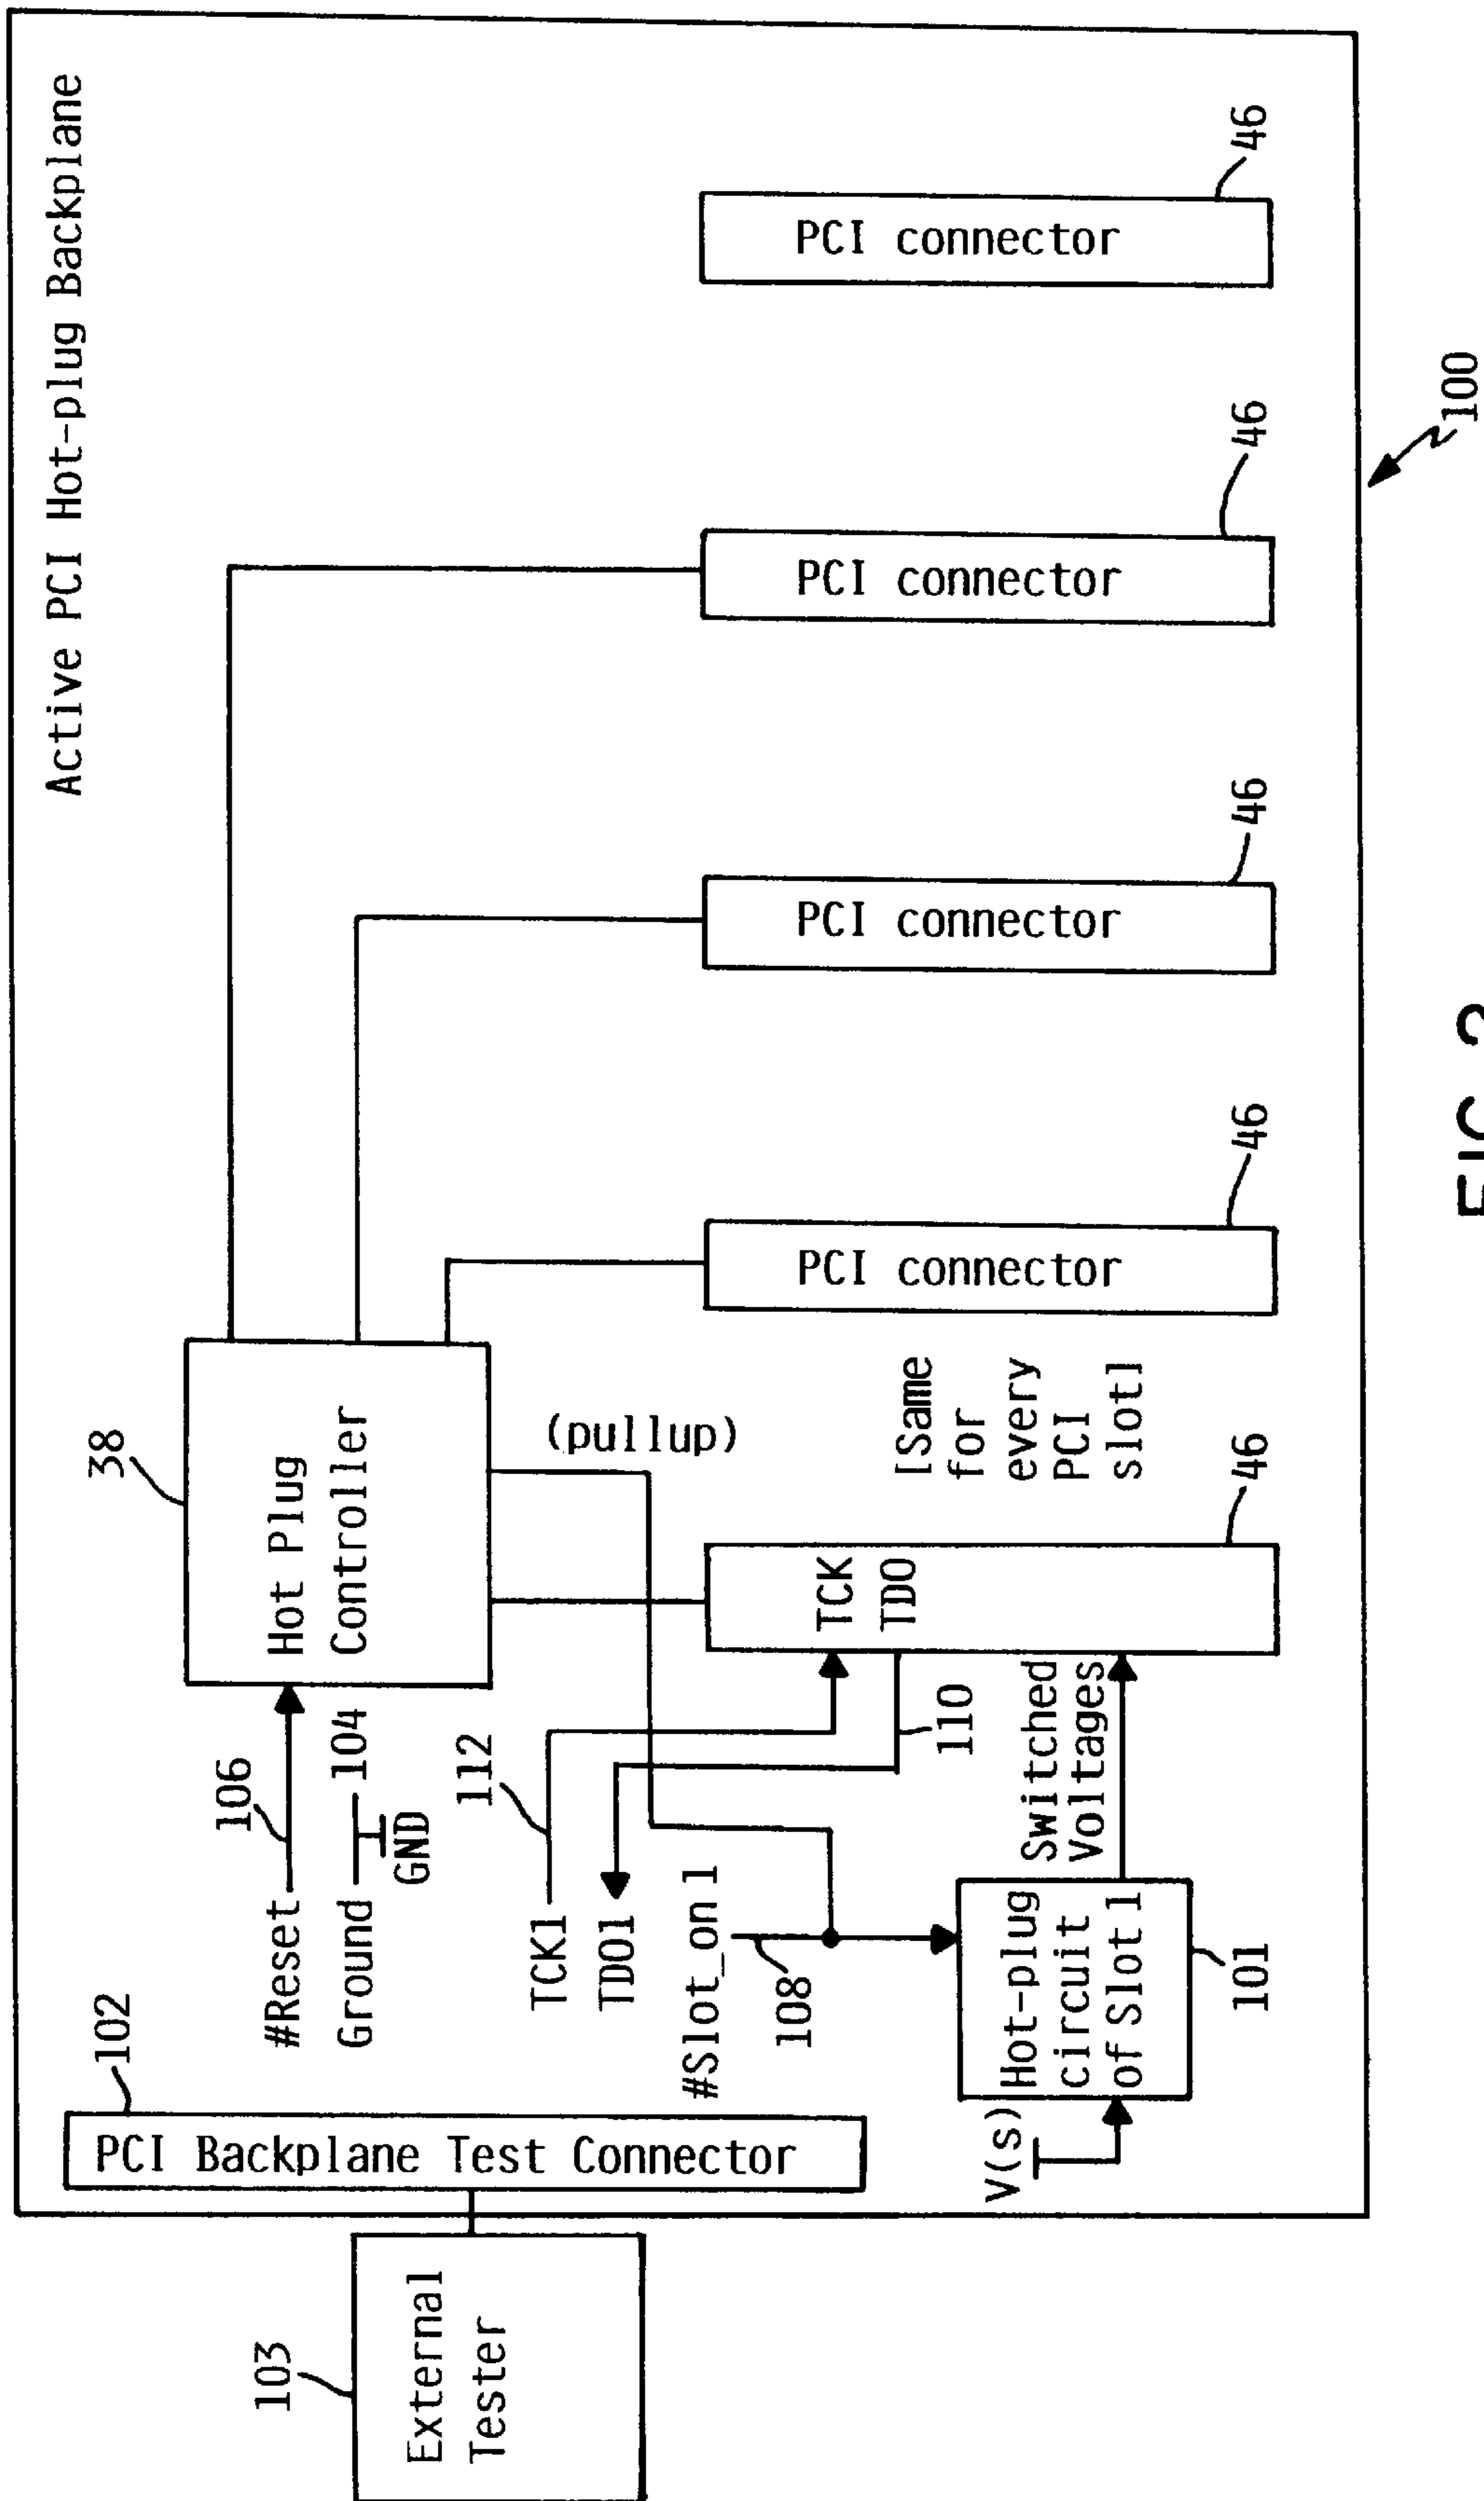 Active PCI Hot-plug Backplane
103
External
Tester
102
PCI Backplane Test Connector
106
#Reset
Ground
104
GND
38
Hot Plug
Controller
112
TCK1
TDO1
#Slot_on 1
108
110
(pullup)
TCK
TDO
46
[Same
for
every
PCI
slot]
V(s)
Hot-plug
circuit
of Slot 1
101
Switched
Voltages
PCI connector
46
PCI connector
46
PCI connector
46
PCI connector
46
100